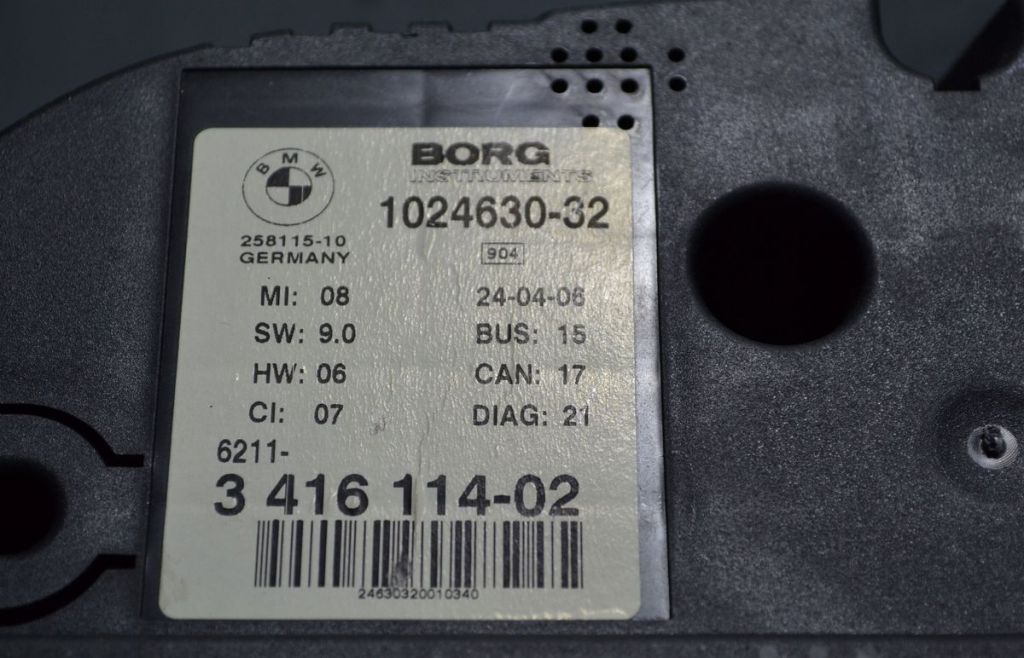 BMW
BORG
INSTRUMENTS
1024630-32
258115-10
GERMANY
904
MI: 08
24-04-06
SW: 9.0
BUS: 15
HW: 06
CAN: 17
CI: 07
DIAG: 21
6211-
3 416 114-02
24630320010340